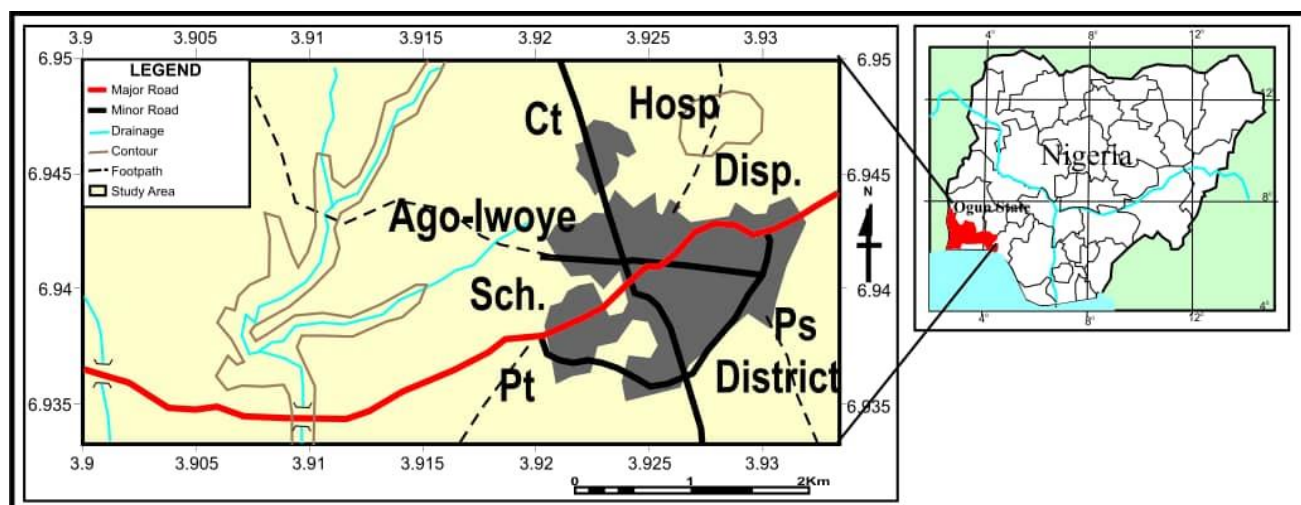 3.9 3.905 3.91 3.915 3.92 3.925 3.93
6.95 6.95
LEGEND
Major Road
Minor Road
Drainage
Contour
Footpath
Study Area
Ct
Hosp
6.945 6.945
Disp.
Ago-Iwoye
N
6.94 6.94
Sch.
Ps
Pt
District
6.935 6.935
3.9 3.905 3.91 3.915 3.92 3.925 3.93
0 1 2Km
4° 8° 12°
12°
Nigeria
8°
Ogun State
4°
4° 8° 12°